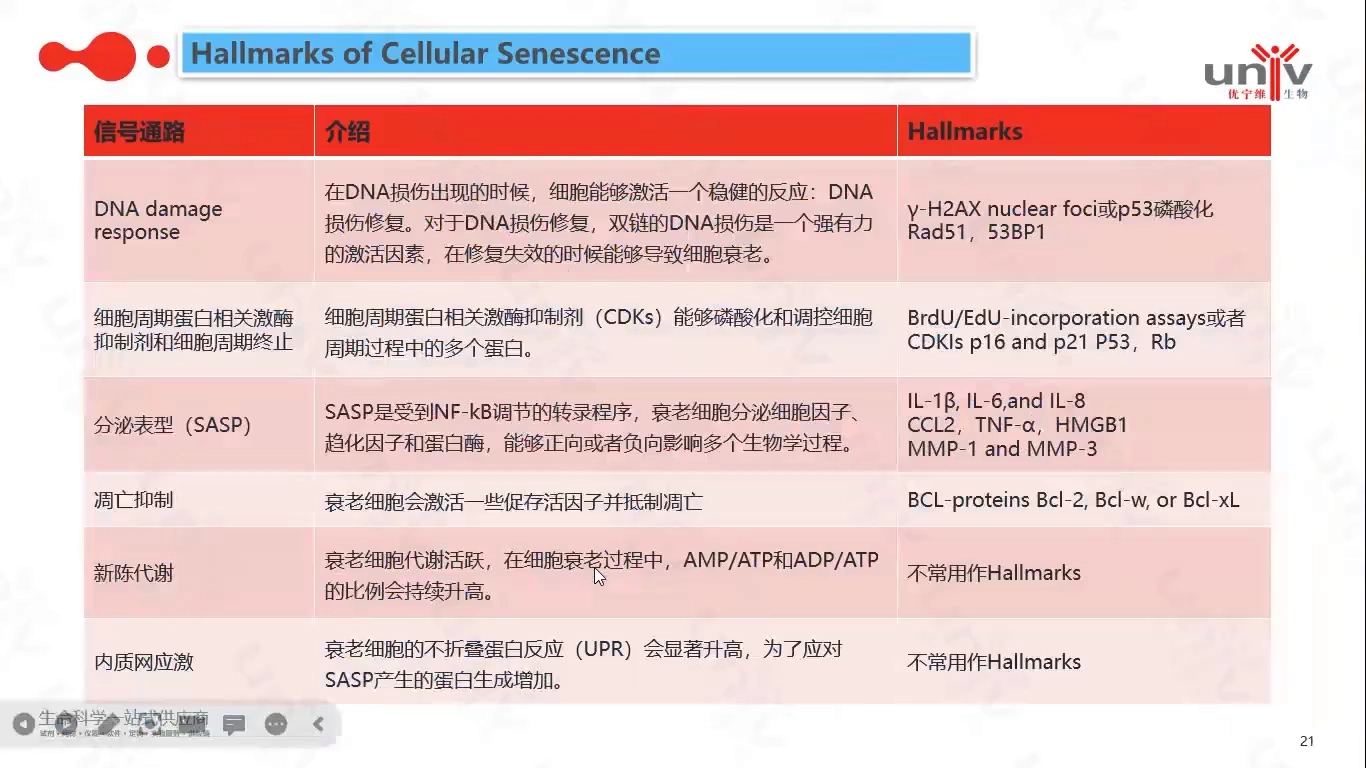 Hallmarks of Cellular Senescence
univ
优宁维 生物
信号通路
介绍
Hallmarks
DNA damage
response
在DNA损伤出现的时候，细胞能够激活一个稳健的反应：DNA
损伤修复。对于DNA损伤修复，双链的DNA损伤是一个强有力
的激活因素，在修复失效的时候能够导致细胞衰老。
γ-H2AX nuclear foci或p53磷酸化
Rad51，53BP1
细胞周期蛋白相关激酶
抑制剂和细胞周期终止
细胞周期蛋白相关激酶抑制剂（CDKs）能够磷酸化和调控细胞
周期过程中的多个蛋白。
BrdU/EdU-incorporation assays或者
CDKIs p16 and p21 P53，Rb
分泌表型（SASP）
SASP是受到NF-kB调节的转录程序，衰老细胞分泌细胞因子、
趋化因子和蛋白酶，能够正向或者负向影响多个生物学过程。
IL-1β, IL-6,and IL-8
CCL2，TNF-α，HMGB1
MMP-1 and MMP-3
凋亡抑制
衰老细胞会激活一些促存活因子并抵制凋亡
BCL-proteins Bcl-2, Bcl-w, or Bcl-xL
新陈代谢
衰老细胞代谢活跃，在细胞衰老过程中，AMP/ATP和ADP/ATP
的比例会持续升高。
不常用作Hallmarks
内质网应激
衰老细胞的不折叠蛋白反应（UPR）会显著升高，为了应对
SASP产生的蛋白生成增加。
不常用作Hallmarks
生命科学一站式供应商
21